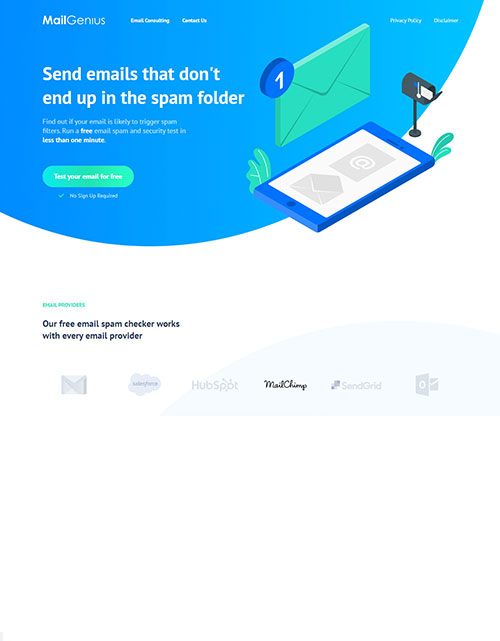 MailGenius
Email Consulting
Contact Us
Privacy Policy
Disclaimer
Send emails that don't
end up in the spam folder
1
Find out if your email is likely to trigger spam
filters. Run a free email spam and security test in
less than one minute.
@
Test your email for free
No Sign Up Required
EMAIL PROVIDERS
Our free email spam checker works
with every email provider
salesforce
HubSpot
MailChimp
SendGrid